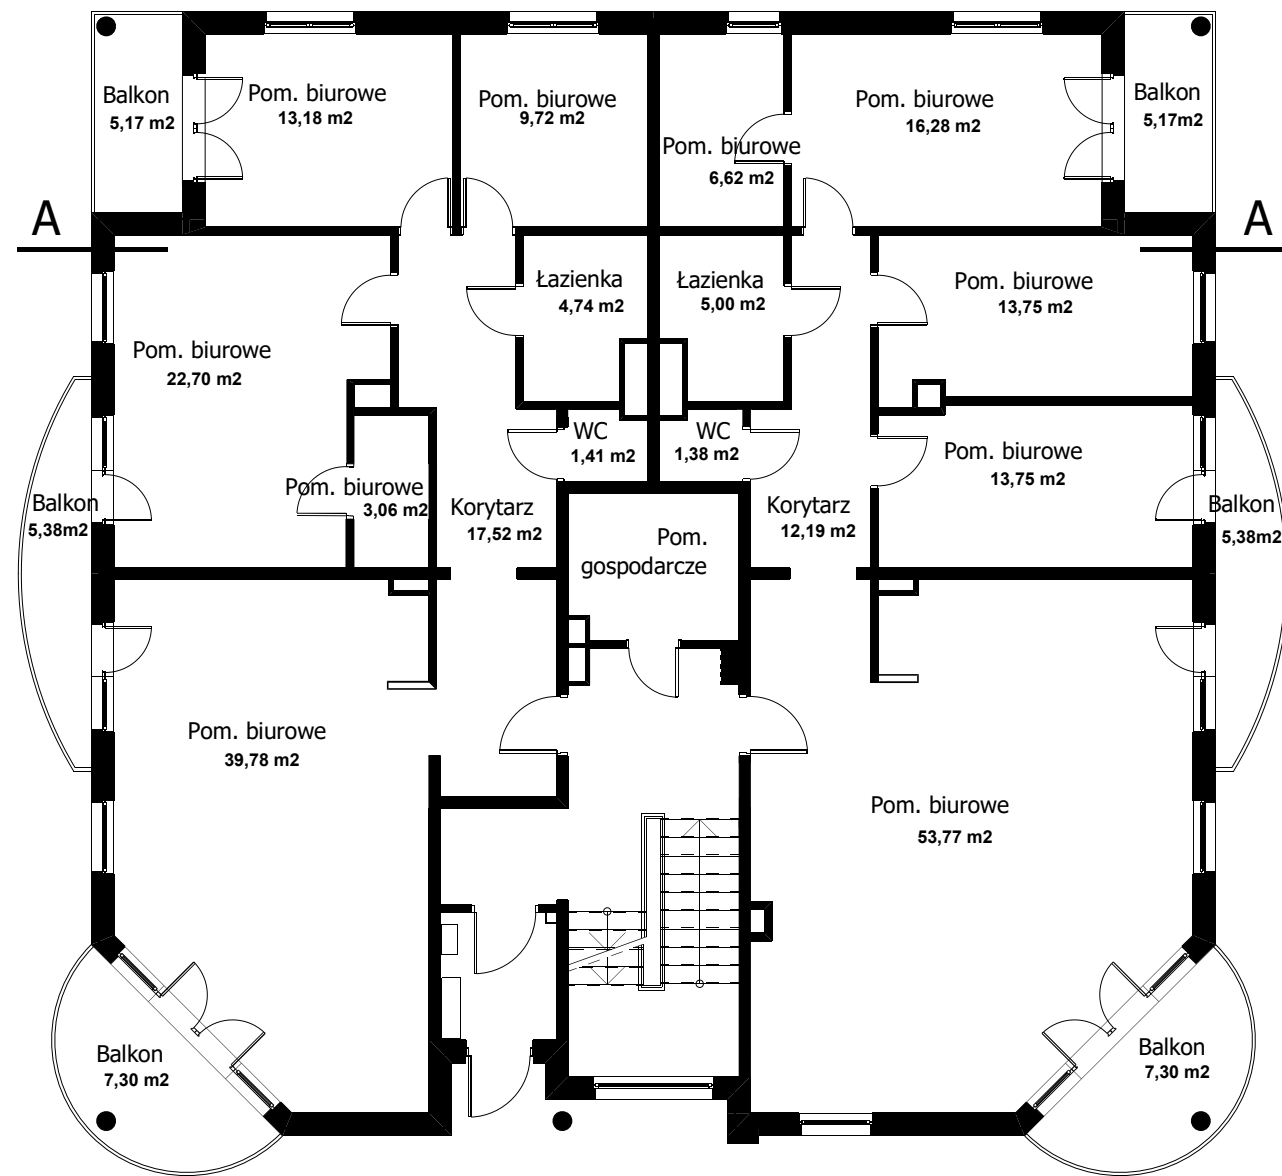 Balkon
5,17 m2
Pom. biurowe
13,18 m2
Pom. biurowe
9,72 m2
Pom. biurowe
6,62 m2
Pom. biurowe
16,28 m2
Balkon
5,17m2
A
A
Pom. biurowe
22,70 m2
Łazienka
4,74 m2
Łazienka
5,00 m2
Pom. biurowe
13,75 m2
WC
1,41 m2
WC
1,38 m2
Pom. biurowe
13,75 m2
Balkon
5,38m2
Pom. biurowe
3,06 m2
Korytarz
17,52 m2
Korytarz
12,19 m2
Balkon
5,38m2
Pom.
gospodarcze
Pom. biurowe
39,78 m2
Pom. biurowe
53,77 m2
Balkon
7,30 m2
Balkon
7,30 m2